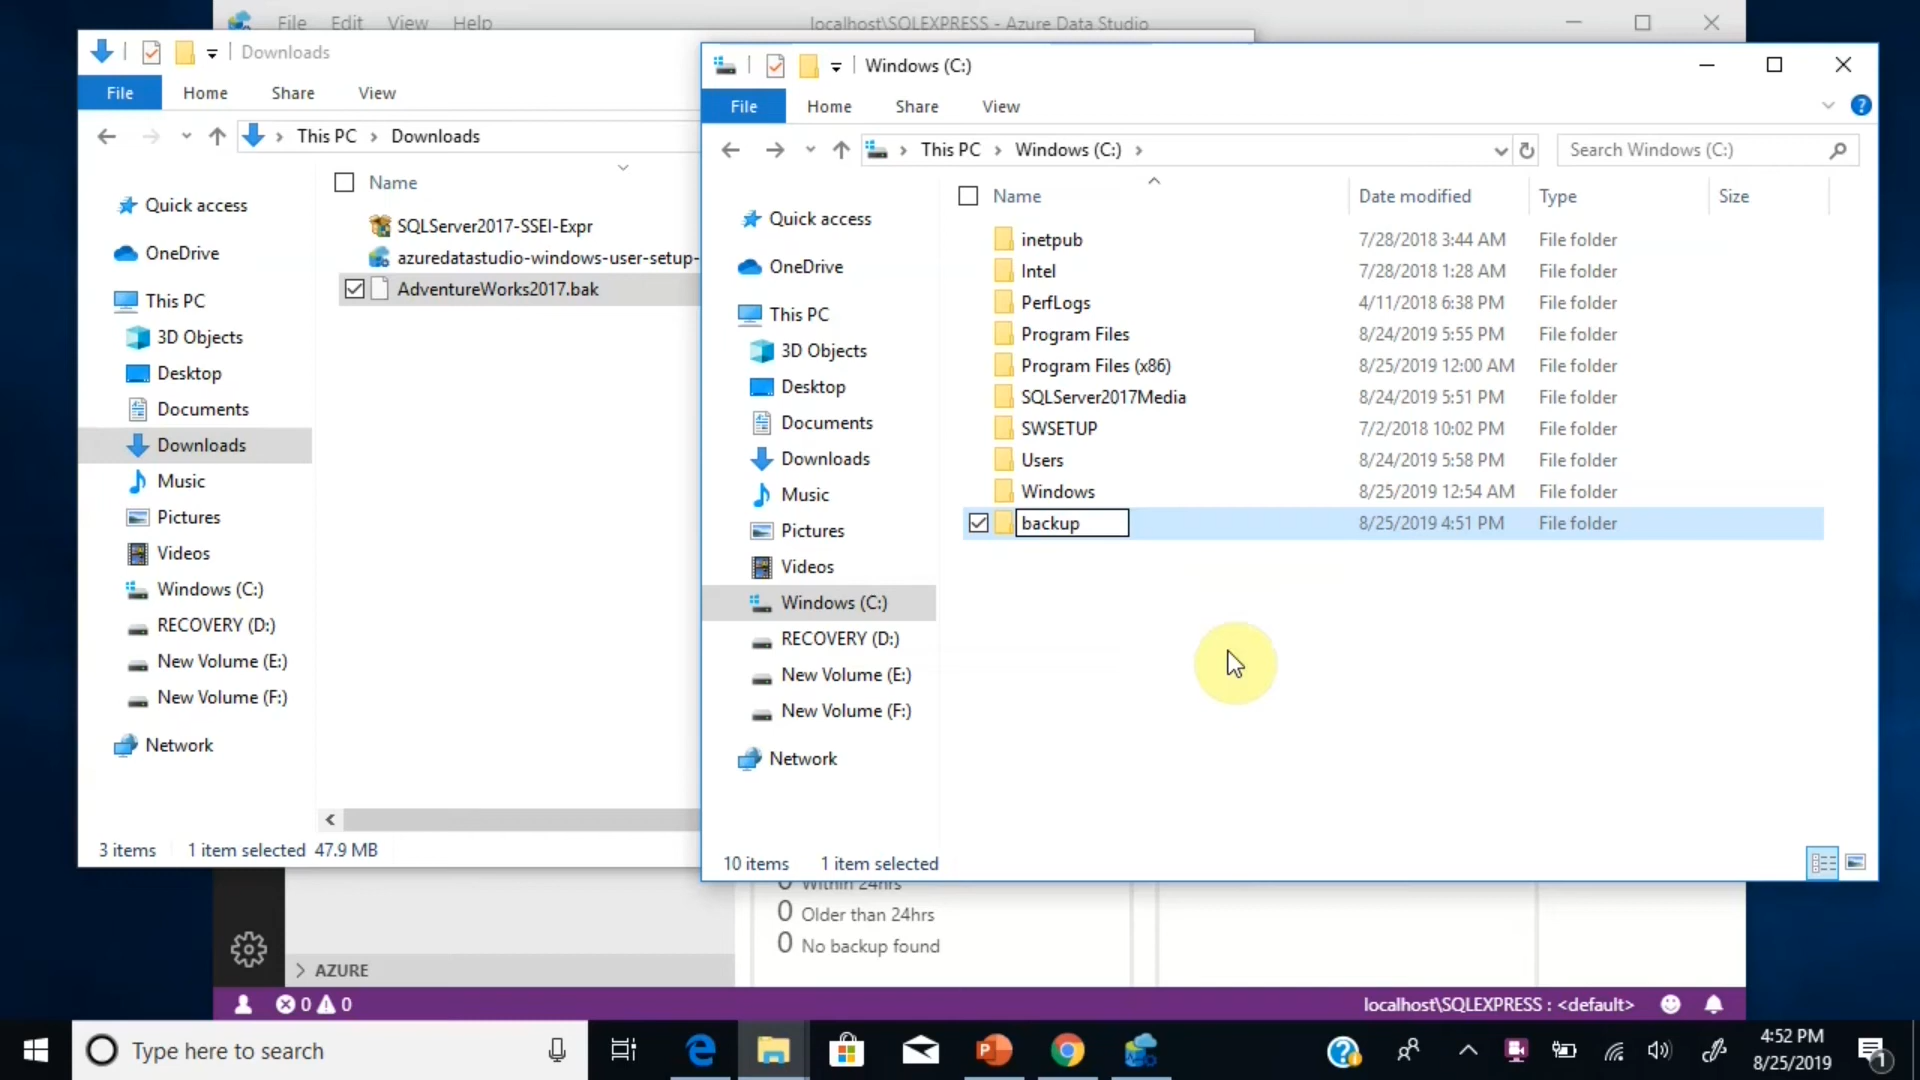 File Edit View Help localhost\SQLEXPRESS - Azure Data Studio
Downloads
File Home Share View
This PC Downloads
Name
Quick access
OneDrive
This PC
3D Objects
Desktop
Documents
Downloads
Music
Pictures
Videos
Windows (C:)
RECOVERY (D:)
New Volume (E:)
New Volume (F:)
Network
SQLServer2017-SSEI-Expr
azuredatastudio-windows-user-setup-
AdventureWorks2017.bak
3 items 1 item selected 47.9 MB
Windows (C:)
File Home Share View
This PC Windows (C:)
Search Windows (C:)
Quick access
OneDrive
This PC
3D Objects
Desktop
Documents
Downloads
Music
Pictures
Videos
Windows (C:)
RECOVERY (D:)
New Volume (E:)
New Volume (F:)
Network
Name Date modified Type Size
inetpub 7/28/2018 3:44 AM File folder
Intel 7/28/2018 1:28 AM File folder
PerfLogs 4/11/2018 6:38 PM File folder
Program Files 8/24/2019 5:55 PM File folder
Program Files (x86) 8/25/2019 12:00 AM File folder
SQLServer2017Media 8/24/2019 5:51 PM File folder
SWSETUP 7/2/2018 10:02 PM File folder
Users 8/24/2019 5:58 PM File folder
Windows 8/25/2019 12:54 AM File folder
backup 8/25/2019 4:51 PM File folder
10 items 1 item selected
0 Within 24hrs
0 Older than 24hrs
0 No backup found
AZURE
0 0
localhost\SQLEXPRESS : <default>
Type here to search
4:52 PM
8/25/2019
1